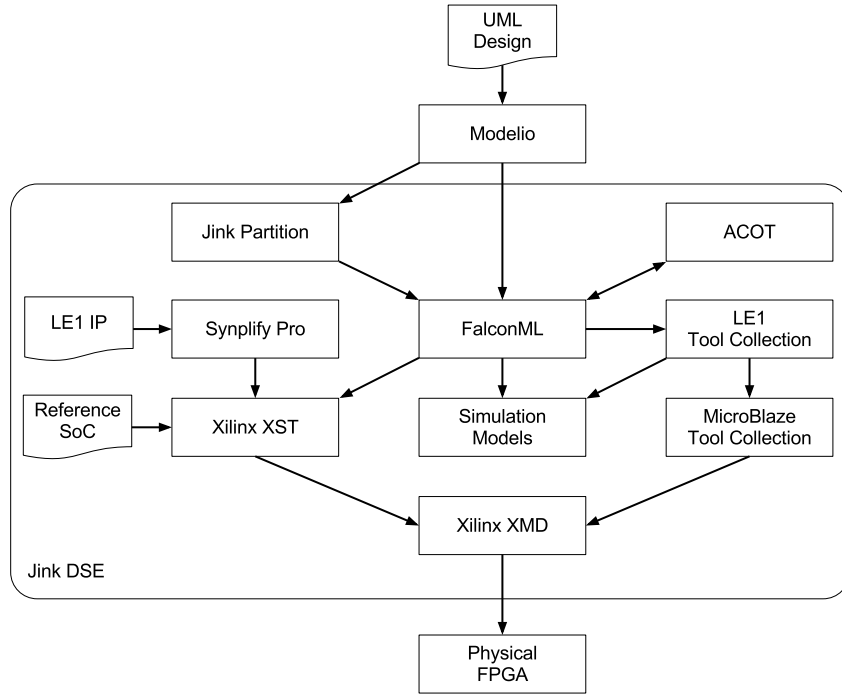 UML
Design
Modelio
Jink Partition
ACOT
LE1 IP
Synplify Pro
FalconML
LE1
Tool Collection
Reference
SoC
Xilinx XST
Simulation
Models
MicroBlaze
Tool Collection
Xilinx XMD
Jink DSE
Physical
FPGA